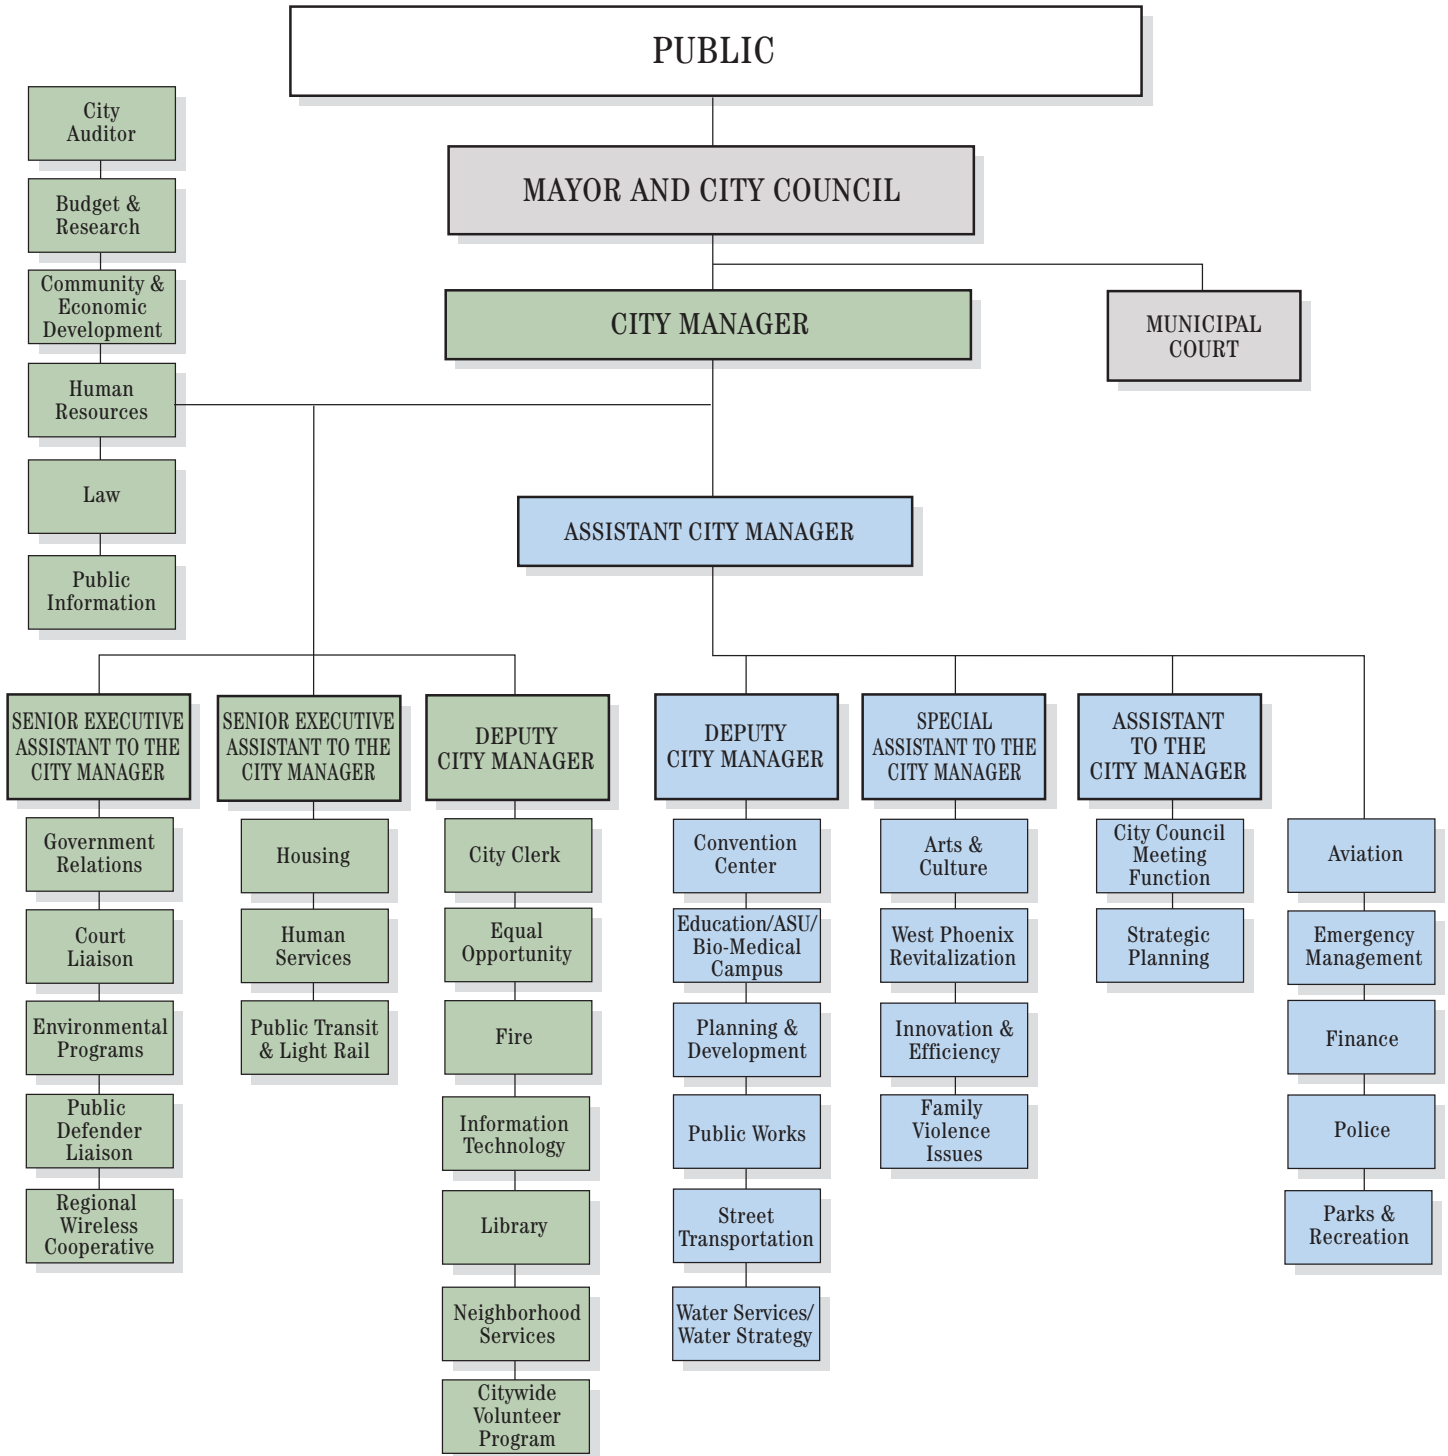 PUBLIC
MAYOR AND CITY COUNCIL
CITY MANAGER
MUNICIPAL
COURT
City
Auditor
Budget &
Research
Community &
Economic
Development
Human
Resources
Law
Public
Information
ASSISTANT CITY MANAGER
SENIOR EXECUTIVE
ASSISTANT TO THE
CITY MANAGER
Government
Relations
Court
Liaison
Environmental
Programs
Public
Defender
Liaison
Regional
Wireless
Cooperative
SENIOR EXECUTIVE
ASSISTANT TO THE
CITY MANAGER
Housing
Human
Services
Public Transit
& Light Rail
DEPUTY
CITY MANAGER
City Clerk
Equal
Opportunity
Fire
Information
Technology
Library
Neighborhood
Services
Citywide
Volunteer
Program
DEPUTY
CITY MANAGER
Convention
Center
Education/ASU/
Bio-Medical
Campus
Planning &
Development
Public Works
Street
Transportation
Water Services/
Water Strategy
SPECIAL
ASSISTANT TO THE
CITY MANAGER
Arts &
Culture
West Phoenix
Revitalization
Innovation &
Efficiency
Family
Violence
Issues
ASSISTANT
TO THE
CITY MANAGER
City Council
Meeting
Function
Strategic
Planning
Aviation
Emergency
Management
Finance
Police
Parks &
Recreation